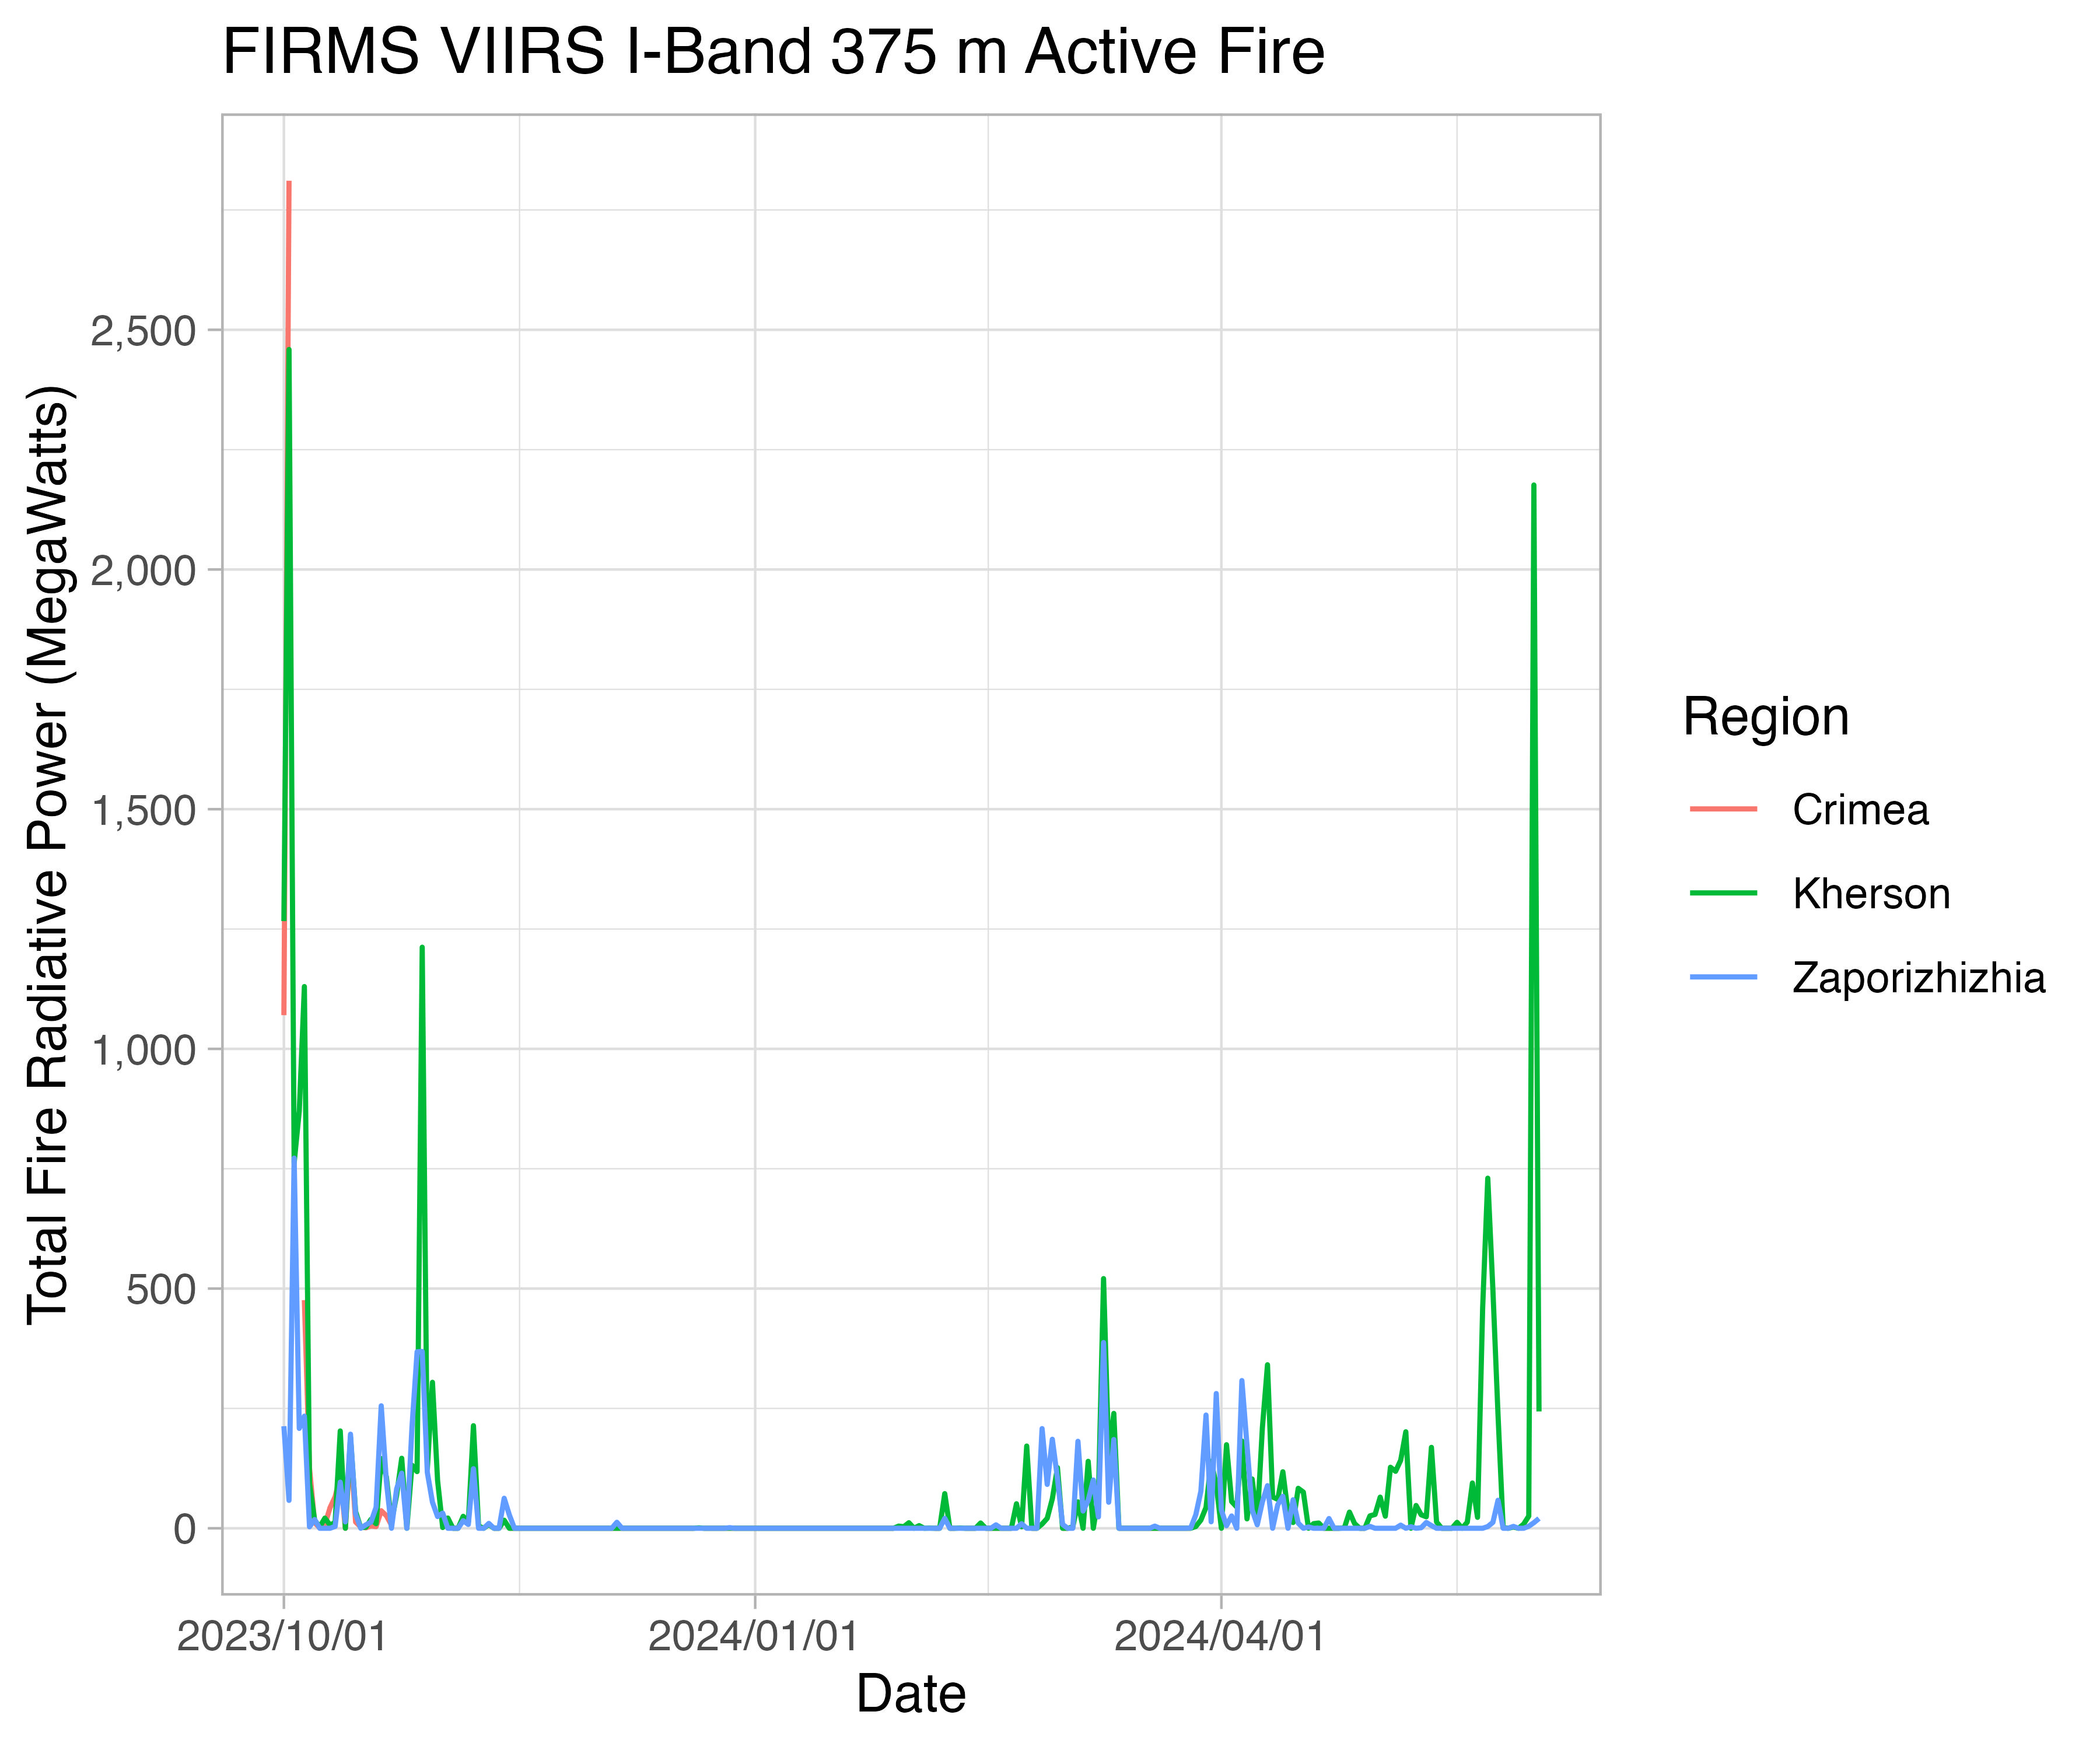 FIRMS VIIRS I-Band 375 m Active Fire
Total Fire Radiative Power (MegaWatts)
2,500
2,000
1,500
1,000
500
0
2023/10/01
2024/01/01
2024/04/01
Date
Region
Crimea
Kherson
Zaporizhizhia